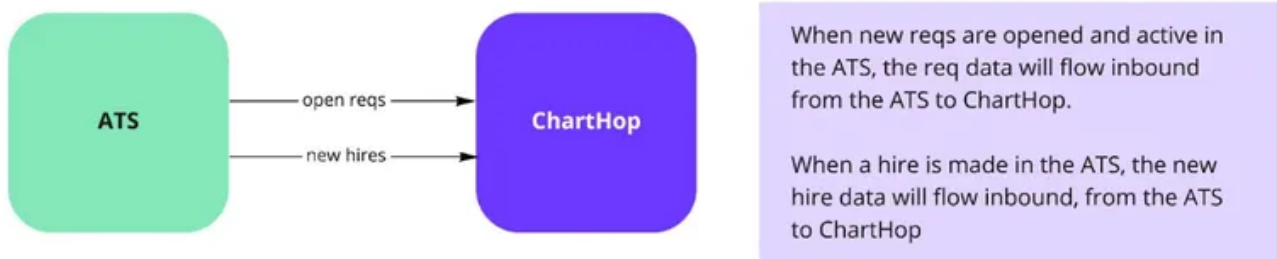 ATS
open reqs
new hires
ChartHop
When new reqs are opened and active in
the ATS, the req data will flow inbound
from the ATS to ChartHop.
When a hire is made in the ATS, the new
hire data will flow inbound, from the ATS
to ChartHop